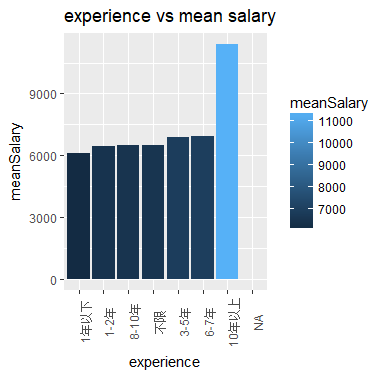 experience vs mean salary
meanSalary
9000
6000
3000
0
1年以下
1-2年
8-10年
不限
3-5年
6-7年
10年以上
NA
experience
meanSalary
11000
10000
9000
8000
7000